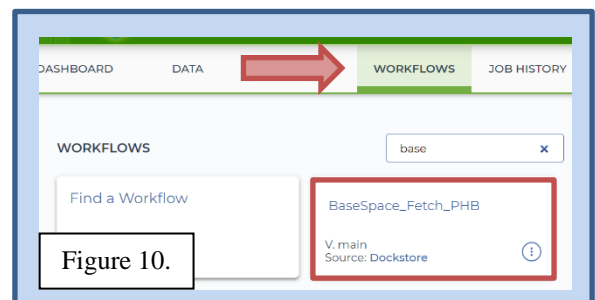 DASHBOARD DATA WORKFLOWS JOB HISTORY
WORKFLOWS
base x
Find a Workflow
BaseSpace_Fetch_PHB
V. main
Source: Dockstore
Figure 10.